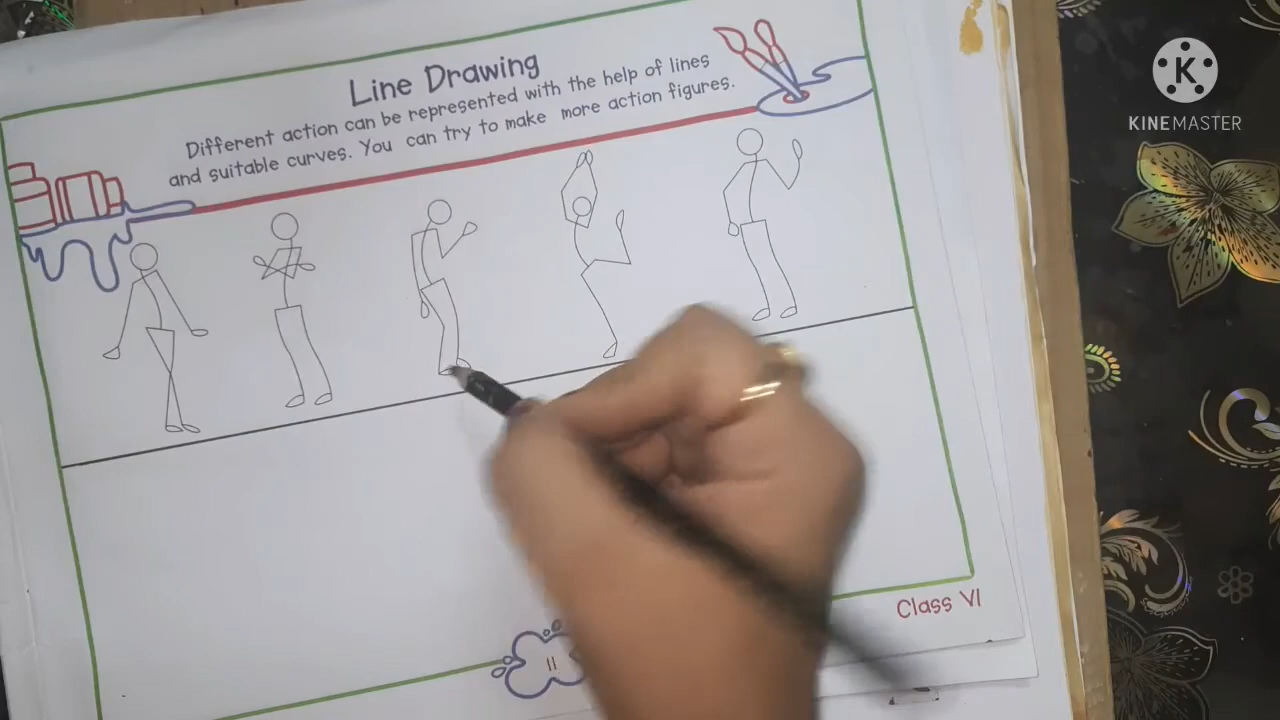 Line Drawing
Different action can be represented with the help of lines
and suitable curves. You can try to make more action figures.
K
KINEMASTER
Class VI
11